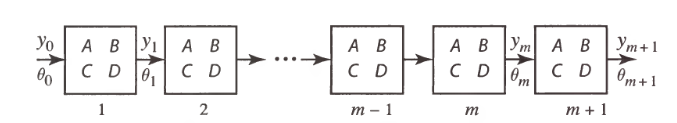 y₀ A B y₁ A B A B A B yₘ A B yₘ₊₁
θ₀ C D θ₁ C D ... C D C D θₘ C D θₘ₊₁
1 2 m − 1 m m + 1